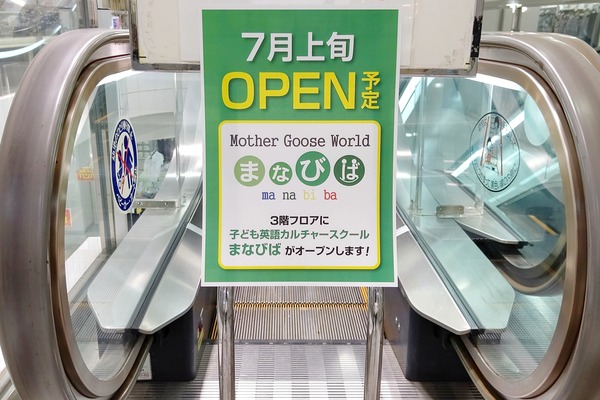 7月上旬
OPEN予定
Mother Goose World
まなびば
ma na bi ba
3階フロアに
子ども英語カルチャースクール
まなびば がオープンします!